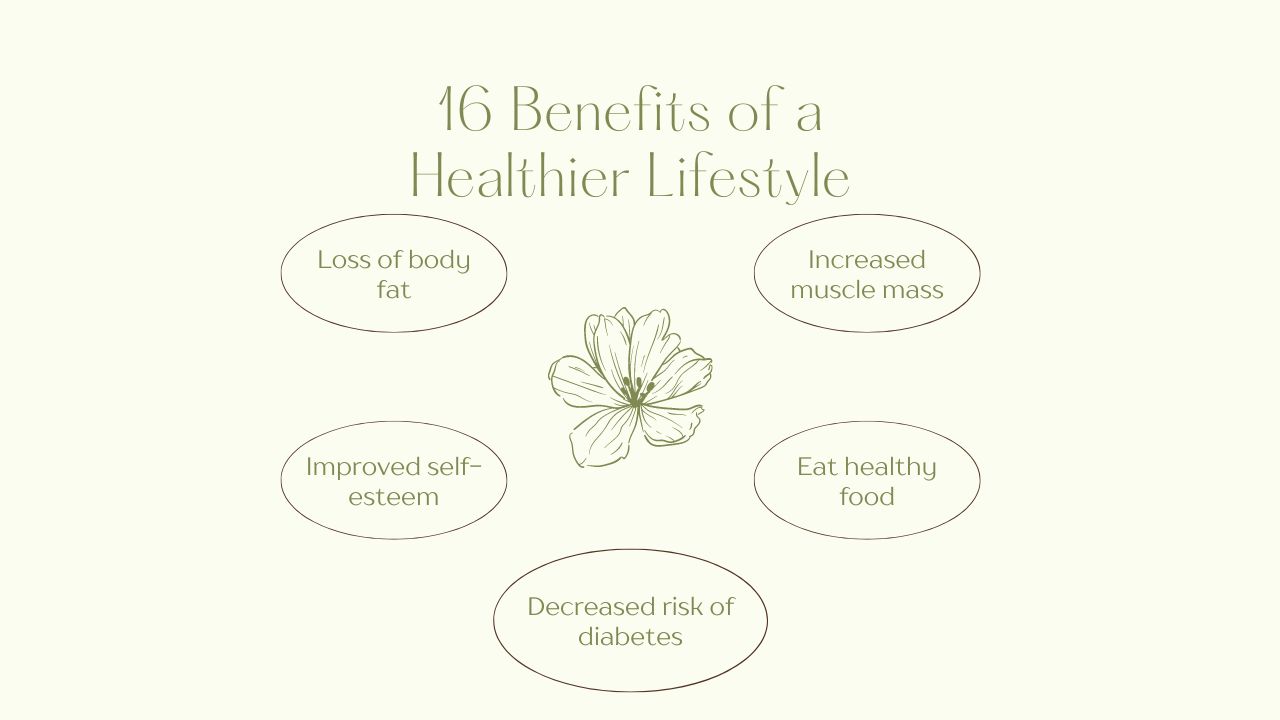 16 Benefits of a
Healthier Lifestyle
Loss of body
fat
Increased
muscle mass
Improved self-
esteem
Eat healthy
food
Decreased risk of
diabetes